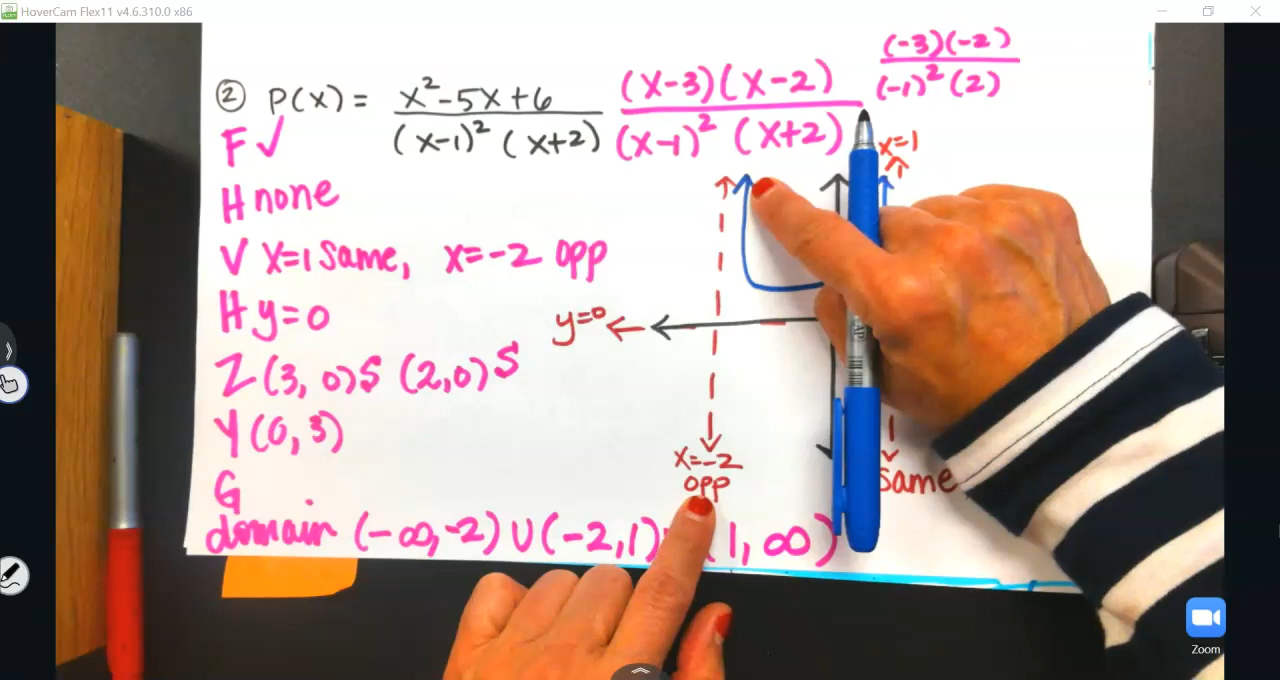 HoverCam Flex11 v4.6.310.0 x86
② P(x) = x²-5x+6 / (x-1)² (x+2) (x-3)(x-2) / (x-1)² (x+2) (-3)(-2) / (-1)² (2)
F ✓
H none
V x=1 same, x=-2 opp
H y=0
Z (3, 0) S (2,0) S
Y (0, 3)
G
domain (-∞,-2) ∪ (-2,1) (1, ∞)
x=1
y=0
x=-2
opp
same
Zoom